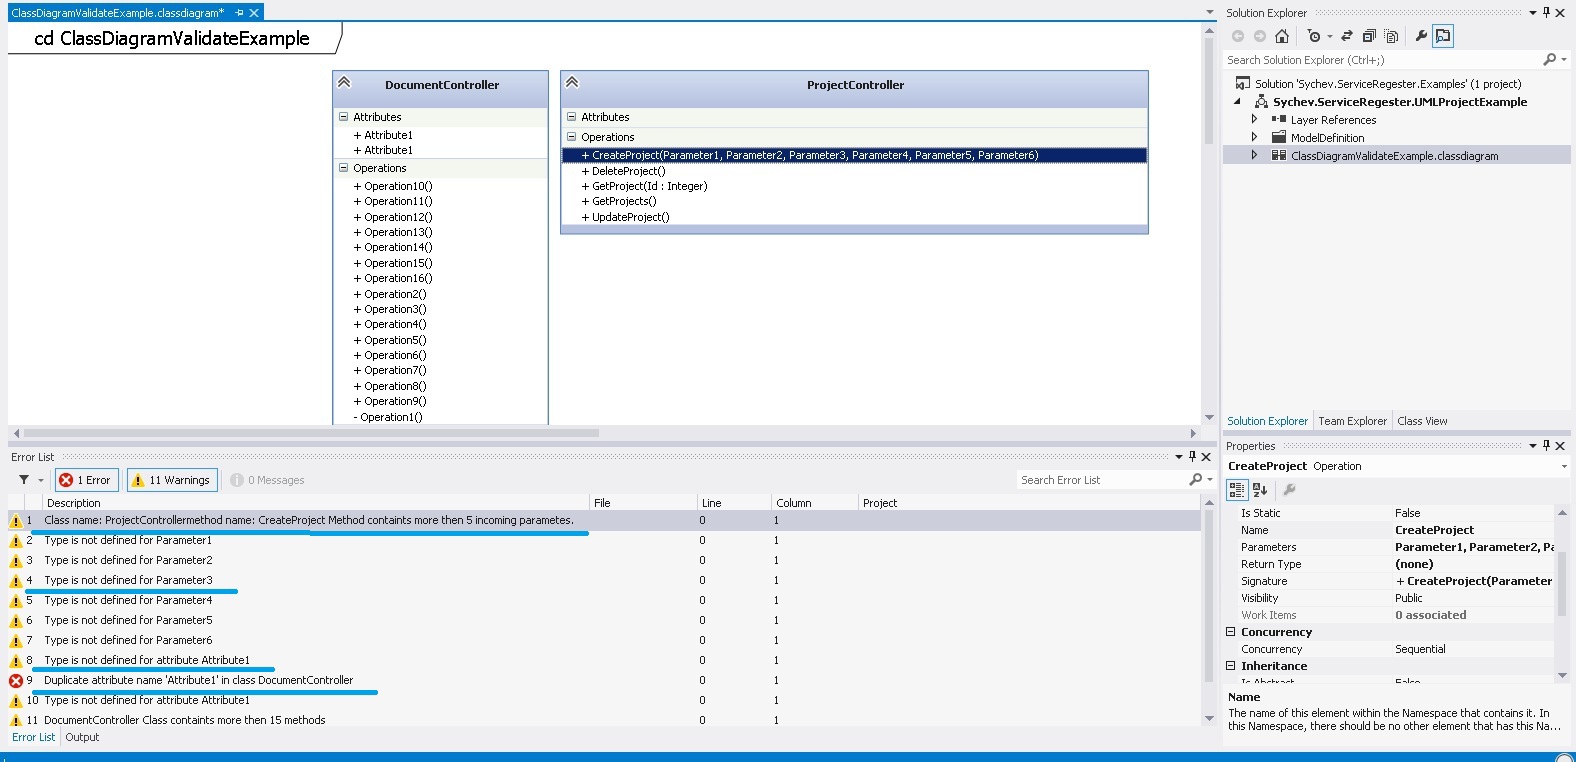 ClassDiagramValidateExample.classdiagram*
cd ClassDiagramValidateExample
DocumentController
Attributes
+ Attribute1
+ Attribute1
Operations
+ Operation10()
+ Operation11()
+ Operation12()
+ Operation13()
+ Operation14()
+ Operation15()
+ Operation16()
+ Operation2()
+ Operation3()
+ Operation4()
+ Operation5()
+ Operation6()
+ Operation7()
+ Operation8()
+ Operation9()
- Operation1()
ProjectController
Attributes
Operations
+ CreateProject(Parameter1, Parameter2, Parameter3, Parameter4, Parameter5, Parameter6)
+ DeleteProject()
+ GetProject(Id : Integer)
+ GetProjects()
+ UpdateProject()
Error List
1 Error 11 Warnings 0 Messages Search Error List
Description File Line Column Project
1 Class name: ProjectControllermethod name: CreateProject Method containts more then 5 incoming parametes. 0 1
2 Type is not defined for Parameter1 0 1
3 Type is not defined for Parameter2 0 1
4 Type is not defined for Parameter3 0 1
5 Type is not defined for Parameter4 0 1
6 Type is not defined for Parameter5 0 1
7 Type is not defined for Parameter6 0 1
8 Type is not defined for attribute Attribute1 0 1
9 Duplicate attribute name 'Attribute1' in class DocumentController 0 1
10 Type is not defined for attribute Attribute1 0 1
11 DocumentController Class containts more then 15 methods 0 1
Error List Output
Solution Explorer
Search Solution Explorer (Ctrl+;)
Solution 'Sychev.ServiceRegester.Examples' (1 project)
Sychev.ServiceRegester.UMLProjectExample
Layer References
ModelDefinition
ClassDiagramValidateExample.classdiagram
Solution Explorer Team Explorer Class View
Properties
CreateProject Operation
Is Static False
Name CreateProject
Parameters Parameter1, Parameter2, Pa
Return Type (none)
Signature + CreateProject(Parameter
Visibility Public
Work Items 0 associated
Concurrency
Concurrency Sequential
Inheritance
Is Abstract False
Name
The name of this element within the Namespace that contains it. In
this Namespace, there should be no other element that has this Na...